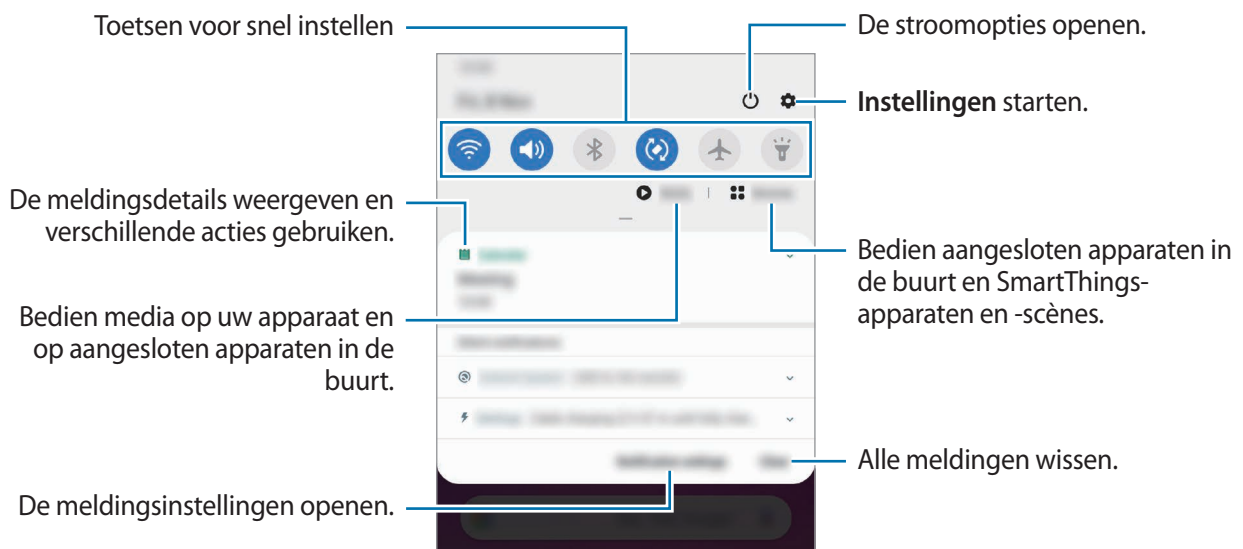 Toetsen voor snel instellen
De stroomopties openen.
Instellingen starten.
De meldingsdetails weergeven en
verschillende acties gebruiken.
Bedien aangesloten apparaten in
de buurt en SmartThings-
apparaten en -scènes.
Bedien media op uw apparaat en
op aangesloten apparaten in de
buurt.
Alle meldingen wissen.
De meldingsinstellingen openen.